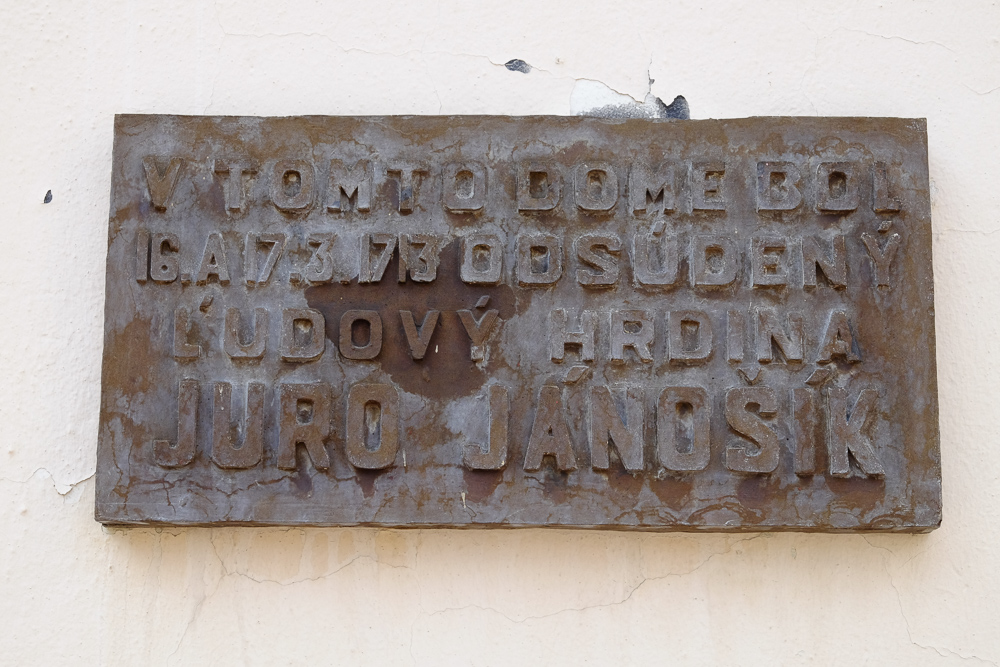 V TOMTO DOME BOL
16. A 17.3.1713 ODSÚDENÝ
ĽUDOVÝ HRDINA
JURO JÁNOŠÍK